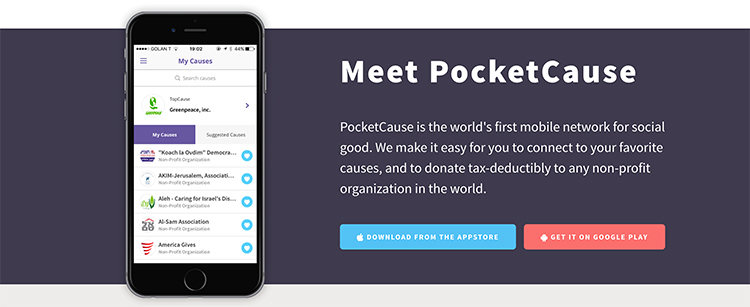 GOLAN T 19:02 44%
My Causes
Search causes
TopCause
Greenpeace, inc.
GREENPEACE
My Causes Suggested Causes
"Koach la Ovdim" Democra...
Non-Profit Organization
AKIM-Jerusalem, Associati...
Non-Profit Organization
Aleh - Caring for Israel's Dis...
Non-Profit Organization
Al-Sam Association
Non-Profit Organization
America Gives
Non-Profit Organization
Meet PocketCause
PocketCause is the world's first mobile network for social
good. We make it easy for you to connect to your favorite
causes, and to donate tax-deductibly to any non-profit
organization in the world.
DOWNLOAD FROM THE APPSTORE
GET IT ON GOOGLE PLAY